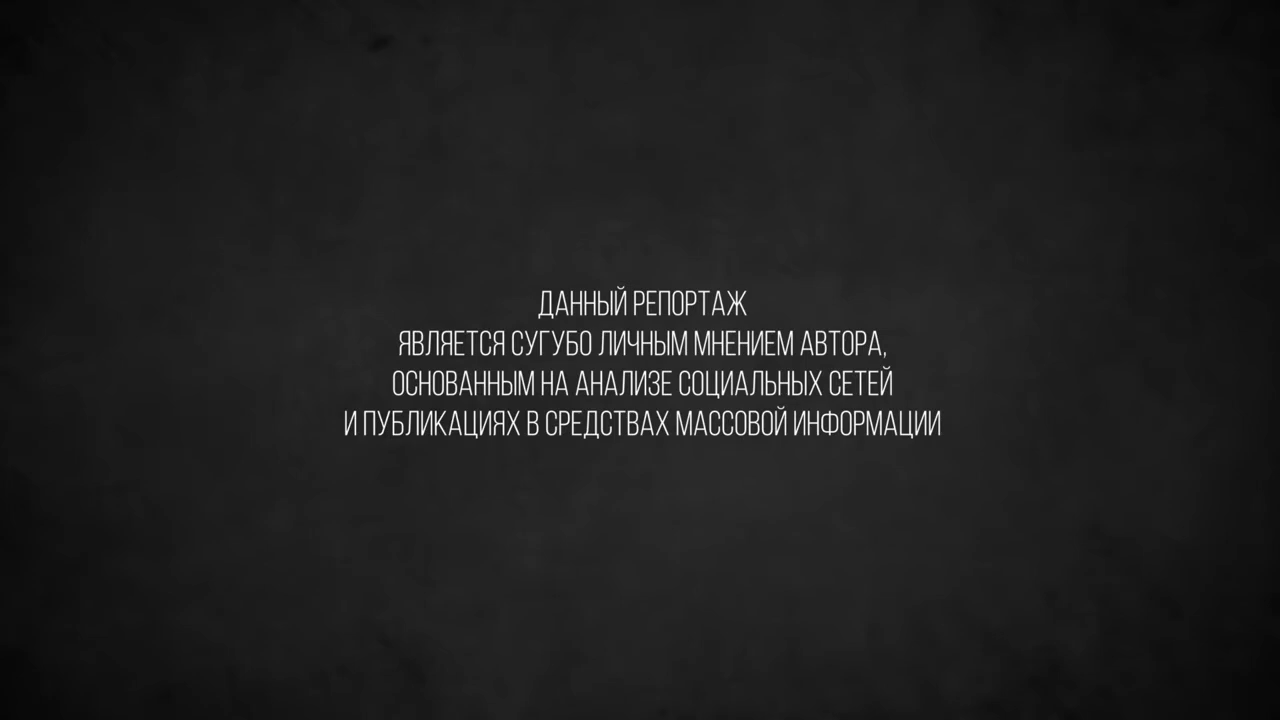 ДАННЫЙ РЕПОРТАЖ
ЯВЛЯЕТСЯ СУГУБО ЛИЧНЫМ МНЕНИЕМ АВТОРА,
ОСНОВАННЫМ НА АНАЛИЗЕ СОЦИАЛЬНЫХ СЕТЕЙ
И ПУБЛИКАЦИЯХ В СРЕДСТВАХ МАССОВОЙ ИНФОРМАЦИИ